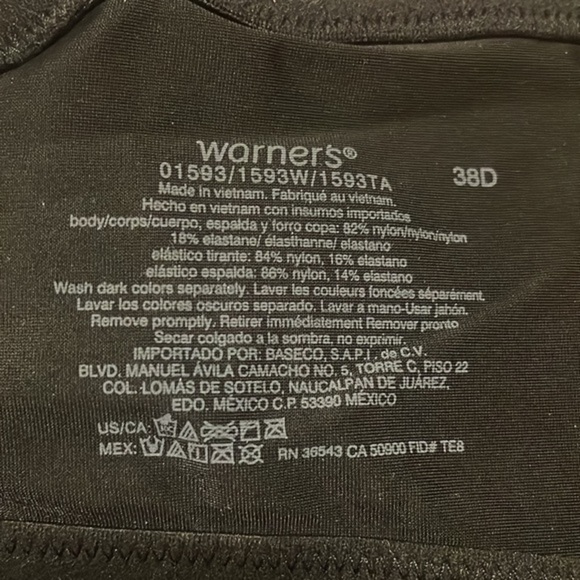 warner's®
01593/1593W/1593TA 38D
Made in vietnam. Fabriqué au vietnam.
Hecho en vietnam con insumos importados
body/corps/cuerpo, espalda y forro copa: 82% nylon/nylon/nylon
18% elastane/ élasthanne/ elastano
elástico tirante: 84% nylon, 16% elastano
elástico espalda: 86% nylon, 14% elastano
Wash dark colors separately. Laver les couleurs foncées séparément.
Lavar los colores oscuros separado. Lavar a mano-Usar jabón.
Remove promptly. Retirer immédiatement Remover pronto
Secar colgado a la sombra, no exprimir.
IMPORTADO POR: BASECO, S.A.P.I. de C.V.
BLVD. MANUEL ÁVILA CAMACHO NO. 5, TORRE C, PISO 22
COL. LOMAS DE SOTELO, NAUCALPAN DE JUÁREZ,
EDO. MÉXICO C.P. 53390 MÉXICO
US/CA:
MEX: RN 36543 CA 50900 FID# TE8